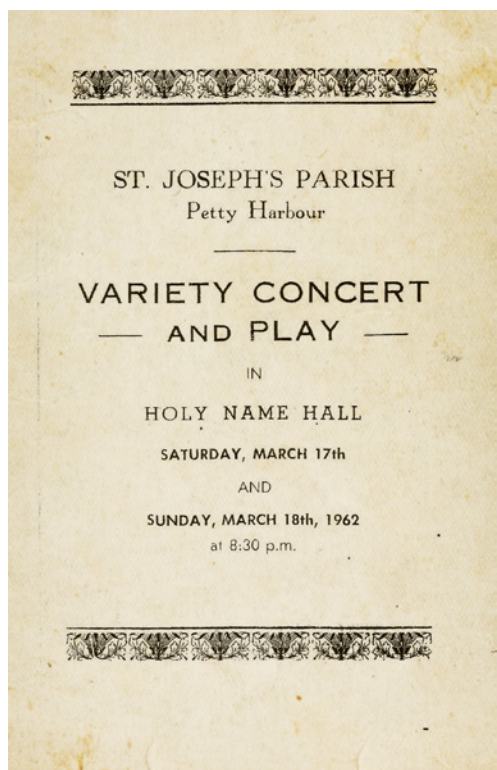 ST. JOSEPH'S PARISH
Petty Harbour
VARIETY CONCERT
— AND PLAY —
IN
HOLY NAME HALL
SATURDAY, MARCH 17th
AND
SUNDAY, MARCH 18th, 1962
at 8:30 p.m.